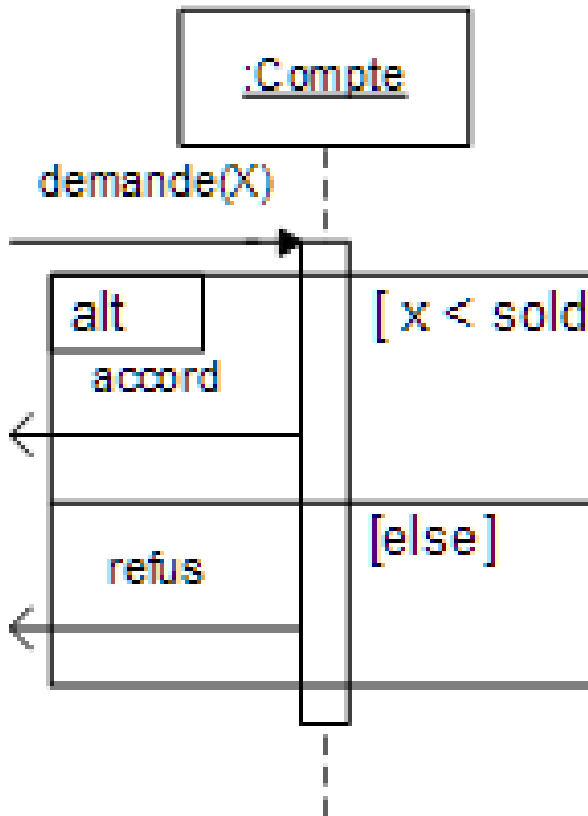 :Compte
demande(X)
alt
[ x < sold
accord
[else]
refus